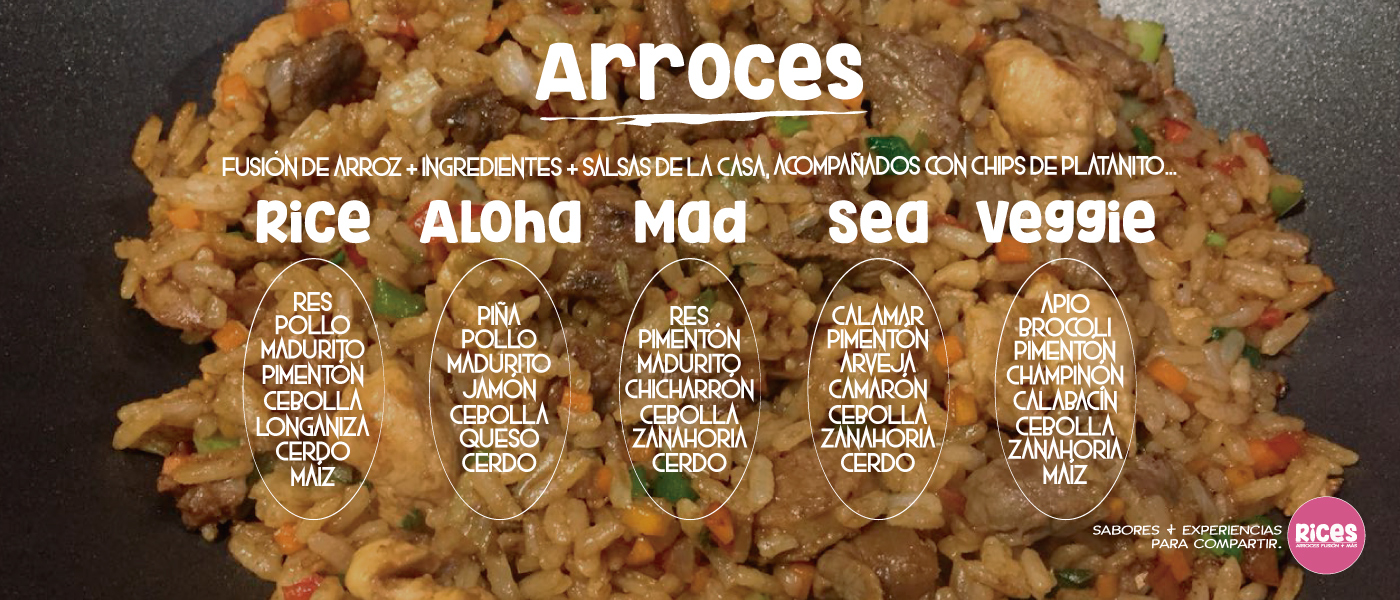 Arroces
FUSIÓN DE ARROZ + INGREDIENTES + SALSAS DE LA CASA, ACOMPAÑADOS CON CHIPS DE PLATANITO...
Rice
RES
POLLO
MADURITO
PIMENTÓN
CEBOLLA
LONGANIZA
CERDO
MAÍZ
Aloha
PIÑA
POLLO
MADURITO
JAMÓN
CEBOLLA
QUESO
CERDO
Mad
RES
PIMENTÓN
MADURITO
CHICHARRÓN
CEBOLLA
ZANAHORIA
CERDO
Sea
CALAMAR
PIMENTÓN
ARVEJA
CAMARÓN
CEBOLLA
ZANAHORIA
CERDO
Veggie
APIO
BROCOLI
PIMENTÓN
CHAMPIÑÓN
CALABACÍN
CEBOLLA
ZANAHORIA
MAÍZ
SABORES + EXPERIENCIAS
PARA COMPARTIR.
RICES
ARROCES FUSIÓN + MÁS